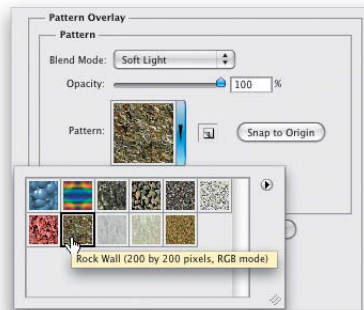 Pattern Overlay
Pattern
Blend Mode: Soft Light
Opacity: 100 %
Pattern: Snap to Origin
Rock Wall (200 by 200 pixels, RGB mode)